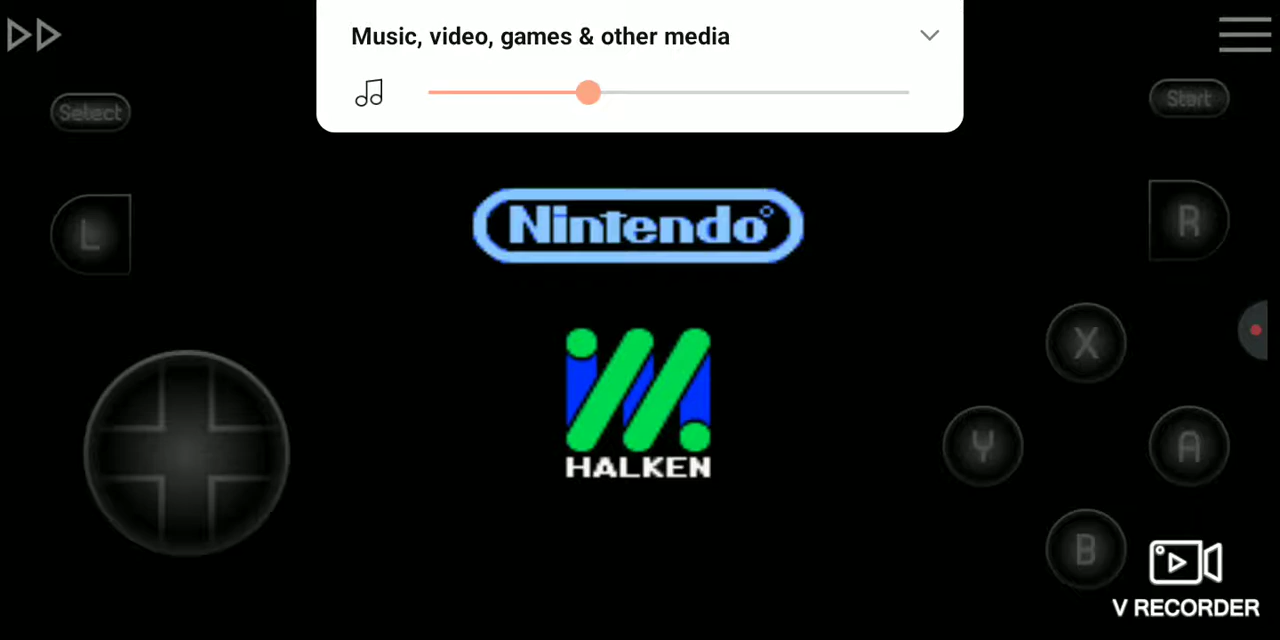 Music, video, games & other media
Select
Start
Nintendo®
L
R
X
HALKEN
Y
A
B
V RECORDER